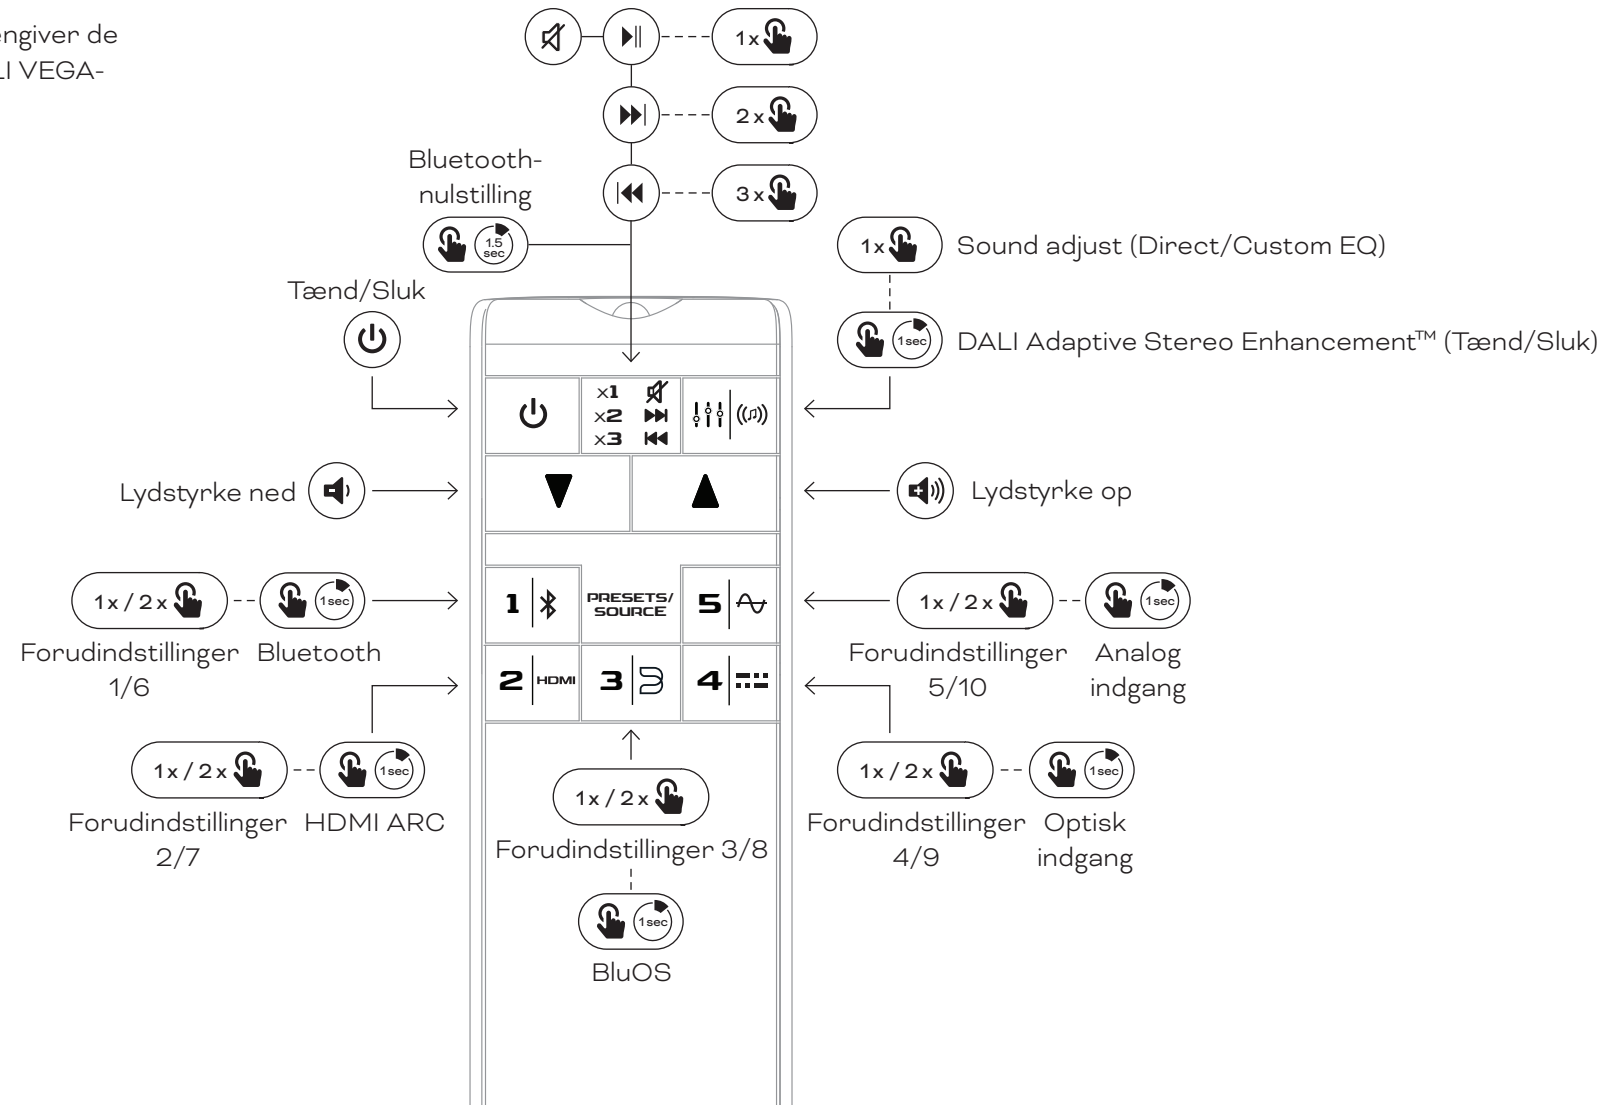 engiver de
LI VEGA-
1x
2x
3x
Bluetooth-
nulstilling
1.5
sec
1x
Sound adjust (Direct/Custom EQ)
Tænd/Sluk
1sec
DALI Adaptive Stereo Enhancement™ (Tænd/Sluk)
x1
x2
x3
Lydstyrke ned
Lydstyrke op
1x / 2x
1sec
1
PRESETS/
SOURCE
5
1x / 2x
1sec
Forudindstillinger
1/6
Bluetooth
Forudindstillinger
5/10
Analog
indgang
2 HDMI
3
4
1x / 2x
1sec
Forudindstillinger
2/7
HDMI ARC
1x / 2x
Forudindstillinger 3/8
1sec
BluOS
1x / 2x
1sec
Forudindstillinger
4/9
Optisk
indgang